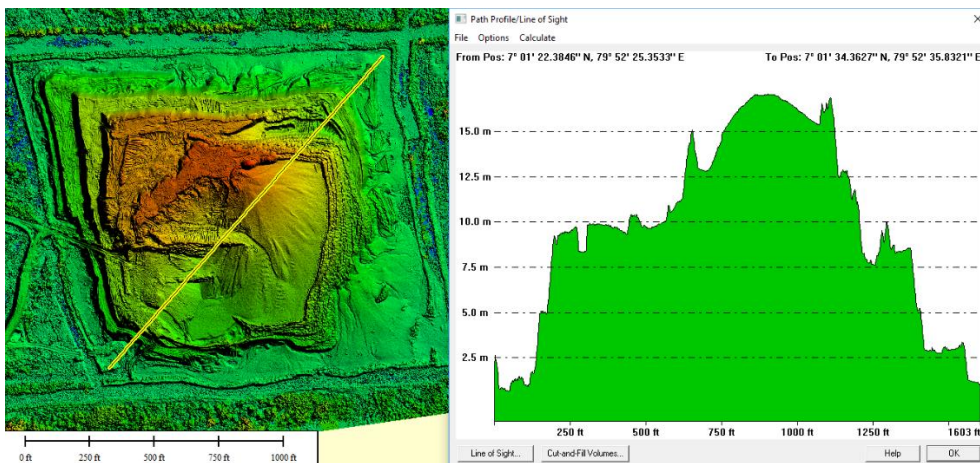 Path Profile/Line of Sight
File Options Calculate
From Pos: 7° 01' 22.3846" N, 79° 52' 25.3533" E To Pos: 7° 01' 34.3627" N, 79° 52' 35.8321" E
15.0 m
12.5 m
10.0 m
7.5 m
5.0 m
2.5 m
250 ft 500 ft 750 ft 1000 ft 1250 ft 1603 ft
0 ft 250 ft 500 ft 750 ft 1000 ft
Line of Sight... Cut-and-Fill Volumes... Help OK